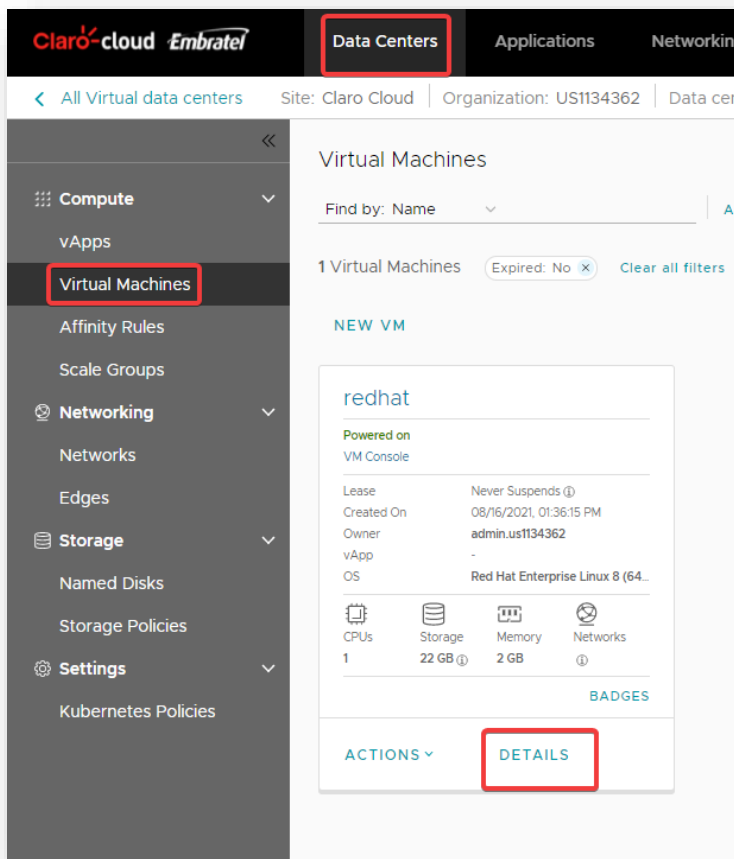 Claro-cloud Embratel Data Centers Applications Networkin
All Virtual data centers Site: Claro Cloud Organization: US1134362 Data cer
«
Virtual Machines
Compute
Find by: Name A
vApps
1 Virtual Machines Expired: No × Clear all filters
Virtual Machines
Affinity Rules
NEW VM
Scale Groups
redhat
Networking
Powered on
Networks
VM Console
Edges
Lease Never Suspends
Created On 08/16/2021, 01:36:15 PM
Owner admin.us1134362
Storage
vApp -
OS Red Hat Enterprise Linux 8 (64...
Named Disks
Storage Policies
CPUs Storage Memory Networks
1 22 GB 2 GB
Settings
BADGES
Kubernetes Policies
ACTIONS DETAILS